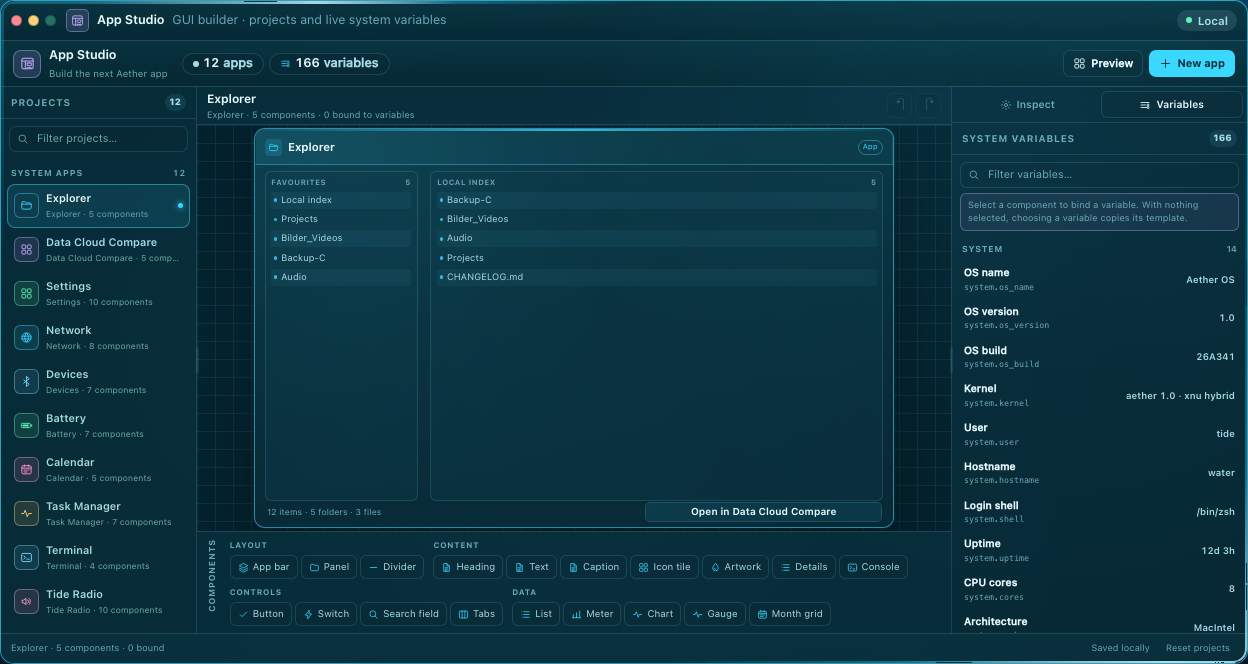 App Studio GUI builder · projects and live system variables
Local
App Studio
Build the next Aether app
12 apps
166 variables
Preview
New app
PROJECTS 12
Filter projects...
SYSTEM APPS 12
Explorer
Explorer · 5 components
Data Cloud Compare
Data Cloud Compare · 5 comp...
Settings
Settings · 10 components
Network
Network · 8 components
Devices
Devices · 7 components
Battery
Battery · 7 components
Calendar
Calendar · 5 components
Task Manager
Task Manager · 7 components
Terminal
Terminal · 4 components
Tide Radio
Tide Radio · 10 components
Explorer
Explorer · 5 components · 0 bound to variables
Explorer
App
FAVOURITES 5
Local index
Projects
Bilder_Videos
Backup-C
Audio
LOCAL INDEX 5
Backup-C
Bilder_Videos
Audio
Projects
CHANGELOG.md
12 items · 5 folders · 3 files
Open in Data Cloud Compare
COMPONENTS
LAYOUT
App bar
Panel
Divider
CONTENT
Heading
Text
Caption
Icon tile
Artwork
Details
Console
CONTROLS
Button
Switch
Search field
Tabs
DATA
List
Meter
Chart
Gauge
Month grid
Inspect
Variables
SYSTEM VARIABLES 166
Filter variables...
Select a component to bind a variable. With nothing
selected, choosing a variable copies its template.
SYSTEM 14
OS name
system.os_name
Aether OS
OS version
system.os_version
1.0
OS build
system.os_build
26A341
Kernel
system.kernel
aether 1.0 · xnu hybrid
User
system.user
tide
Hostname
system.hostname
water
Login shell
system.shell
/bin/zsh
Uptime
system.uptime
12d 3h
CPU cores
system.cores
8
Architecture
MacIntel
Explorer · 5 components · 0 bound
Saved locally
Reset projects